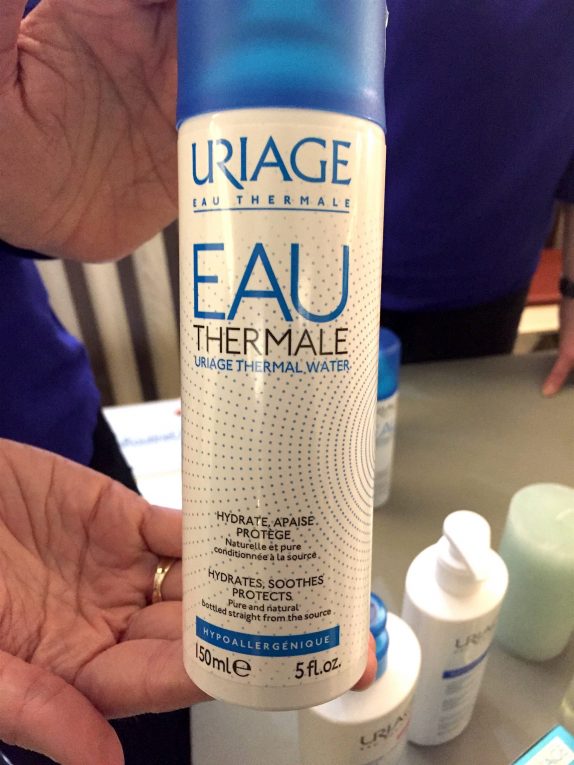 URIAGE
EAU THERMALE
EAU
THERMALE
URIAGE THERMAL WATER
HYDRATE, APAISE
PROTÈGE
Naturelle et pure
conditionnée à la source
HYDRATES, SOOTHES
PROTECTS
Pure and natural
bottled straight from the source
HYPOALLERGÉNIQUE
150ml℮ 5 fl.oz.